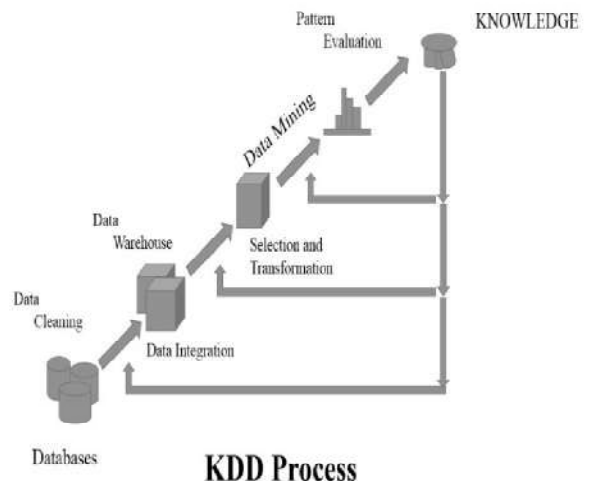 Pattern
Evaluation
KNOWLEDGE
Data Mining
Data
Warehouse
Selection and
Transformation
Data
Cleaning
Data Integration
Databases
KDD Process